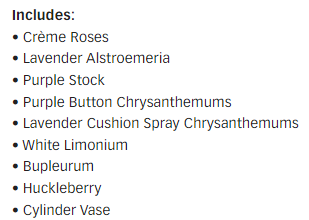 Includes:
• Crème Roses
• Lavender Alstroemeria
• Purple Stock
• Purple Button Chrysanthemums
• Lavender Cushion Spray Chrysanthemums
• White Limonium
• Bupleurum
• Huckleberry
• Cylinder Vase